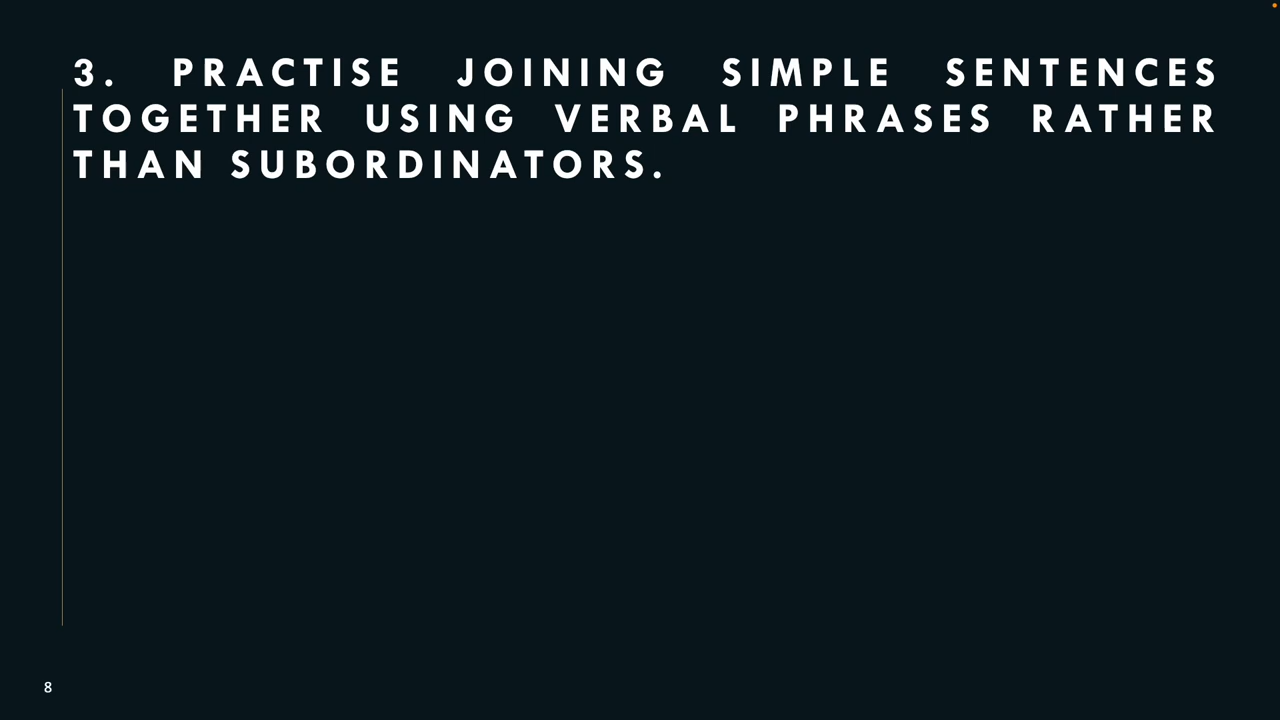 3. PRACTISE JOINING SIMPLE SENTENCES
TOGETHER USING VERBAL PHRASES RATHER
THAN SUBORDINATORS.
8